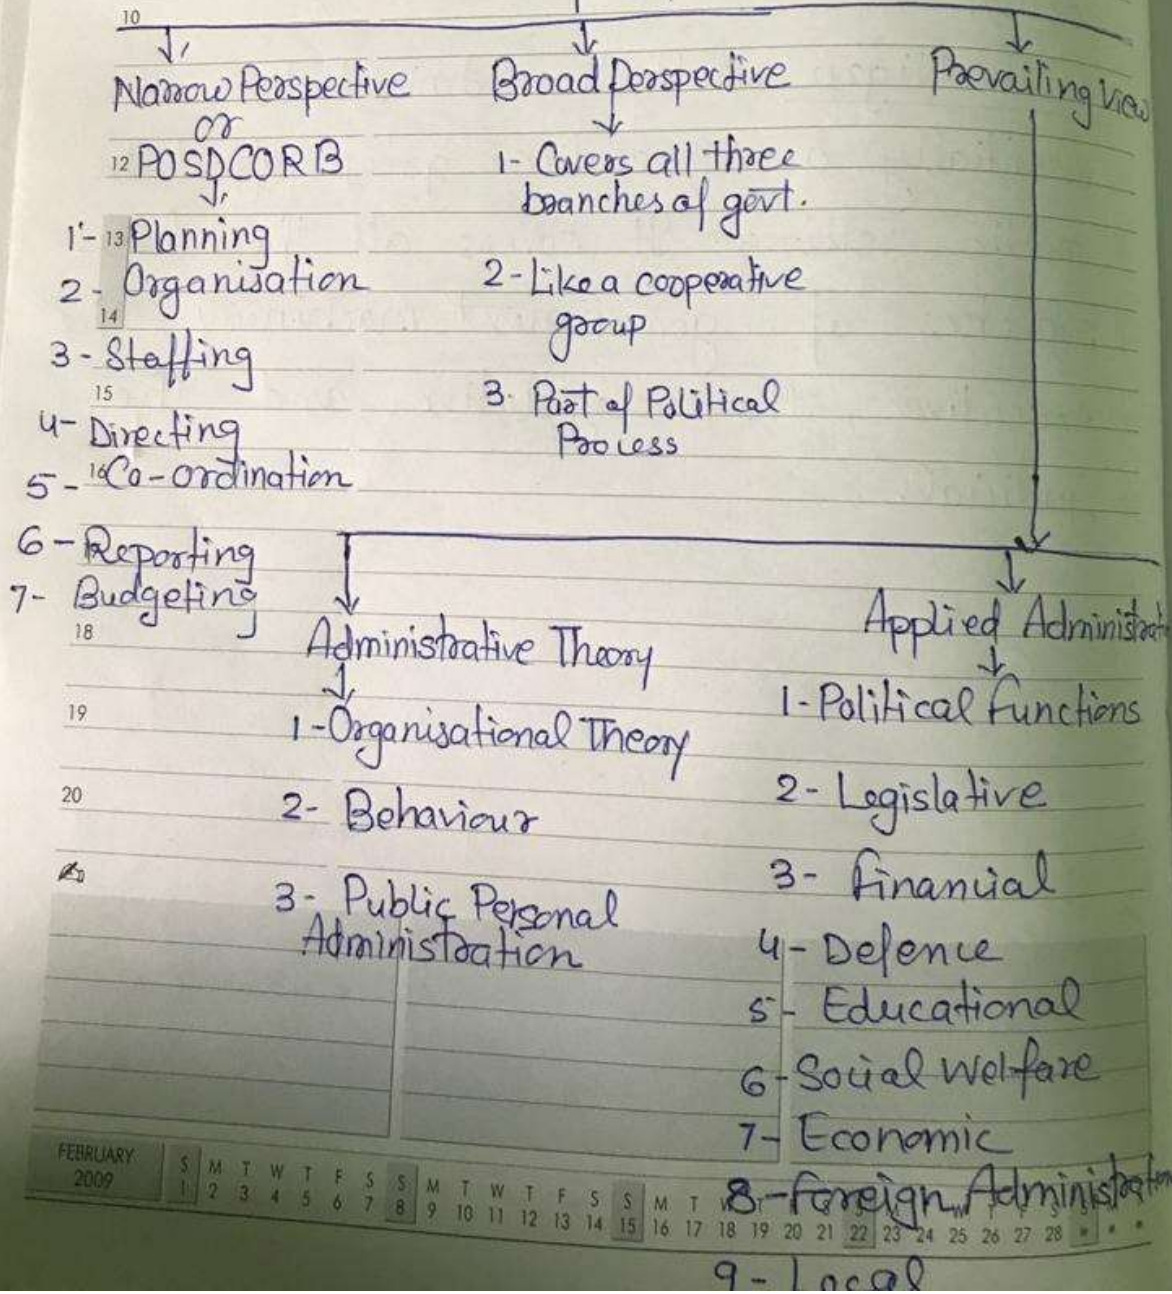 10
Narrow Perspective
or
12 POSDCORB
1- 13 Planning
2- Organisation
14
3- Staffing
15
4- Directing
5- 16 Co-ordination
6- Reporting
7- Budgeting
18
Broad perspective
1- Covers all three
branches of govt.
2- Like a cooperative
group
3. Part of Political
Process
Prevailing View
Administrative Theory
19
1- Organisational Theory
20
2- Behaviour
3- Public Personal
Administration
Applied
1- Political functions
2- Legislative
3- financial
4- Defence
5- Educational
6- Social Welfare
7- Economic
8- foreign Administration
9- Local
FEBRUARY
2009
S M T W T F S S M T W T F S S M T
1 2 3 4 5 6 7 8 9 10 11 12 13 14 15 16 17 18 19 20 21 22 23 24 25 26 27 28